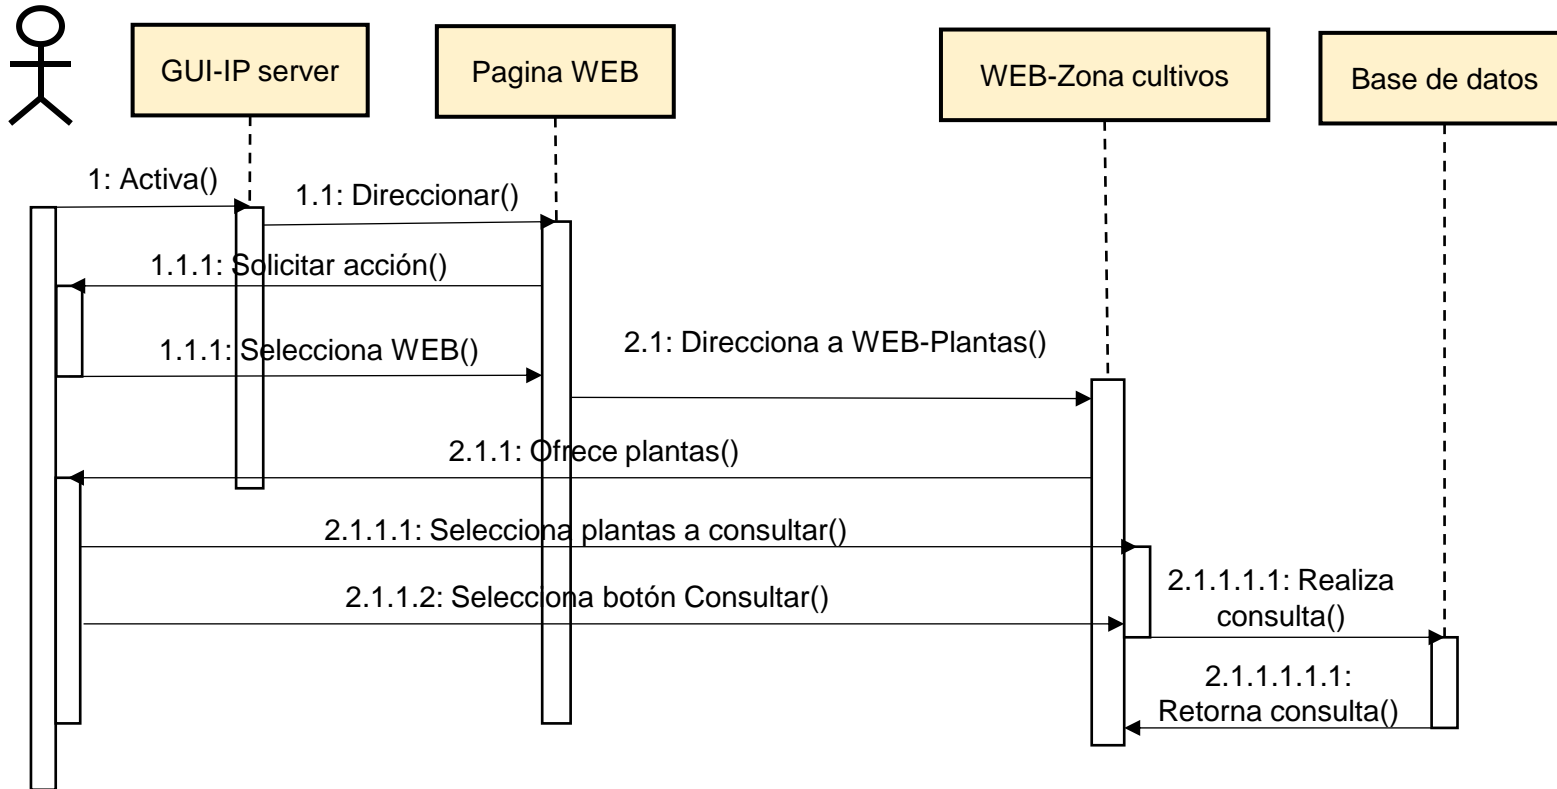 GUI-IP server
Pagina WEB
WEB-Zona cultivos
Base de datos
1: Activa()
1.1: Direccionar()
1.1.1: Solicitar acción()
1.1.1: Selecciona WEB()
2.1: Direcciona a WEB-Plantas()
2.1.1: Ofrece plantas()
2.1.1.1: Selecciona plantas a consultar()
2.1.1.2: Selecciona botón Consultar()
2.1.1.1.1: Realiza
consulta()
2.1.1.1.1.1:
Retorna consulta()